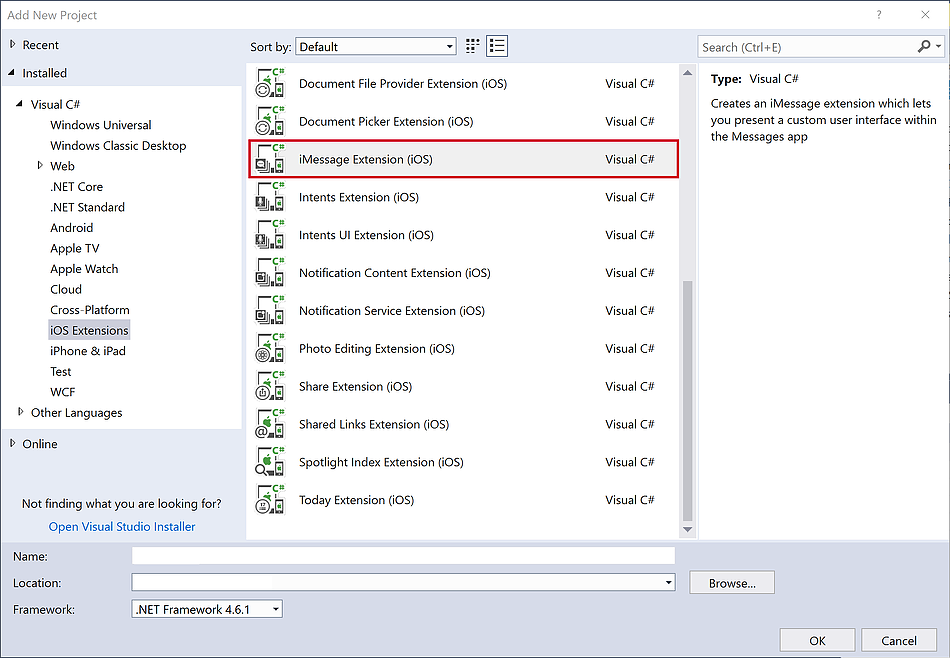 Add New Project
?
Recent
Sort by: Default
Search (Ctrl+E)
Installed
Visual C#
Windows Universal
Windows Classic Desktop
Web
.NET Core
.NET Standard
Android
Apple TV
Apple Watch
Cloud
Cross-Platform
iOS Extensions
iPhone & iPad
Test
WCF
Other Languages
Online
Not finding what you are looking for?
Open Visual Studio Installer
C# Document File Provider Extension (iOS) Visual C#
C# Document Picker Extension (iOS) Visual C#
C# iMessage Extension (iOS) Visual C#
C# Intents Extension (iOS) Visual C#
C# Intents UI Extension (iOS) Visual C#
C# Notification Content Extension (iOS) Visual C#
C# Notification Service Extension (iOS) Visual C#
C# Photo Editing Extension (iOS) Visual C#
C# Share Extension (iOS) Visual C#
C# Shared Links Extension (iOS) Visual C#
C# Spotlight Index Extension (iOS) Visual C#
C# Today Extension (iOS) Visual C#
Type: Visual C#
Creates an iMessage extension which lets
you present a custom user interface within
the Messages app
Name:
Location:
Browse...
Framework: .NET Framework 4.6.1
OK
Cancel